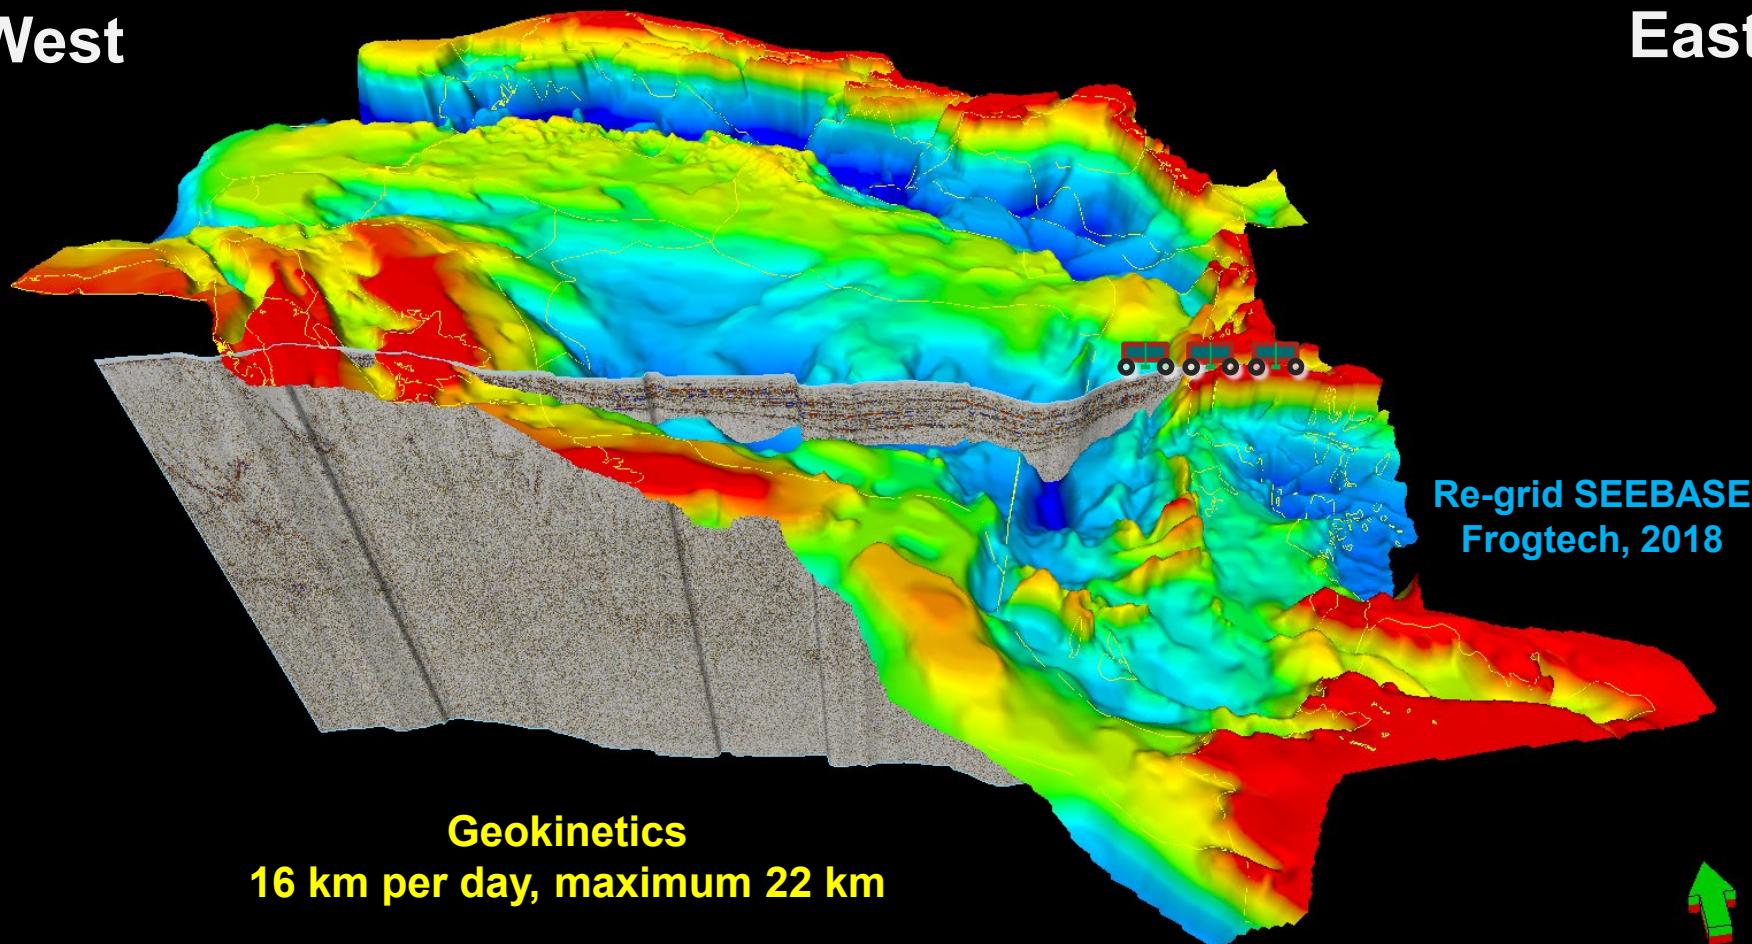 West
East
Re-grid SEEBASE
Frogtech, 2018
Geokinetics
16 km per day, maximum 22 km